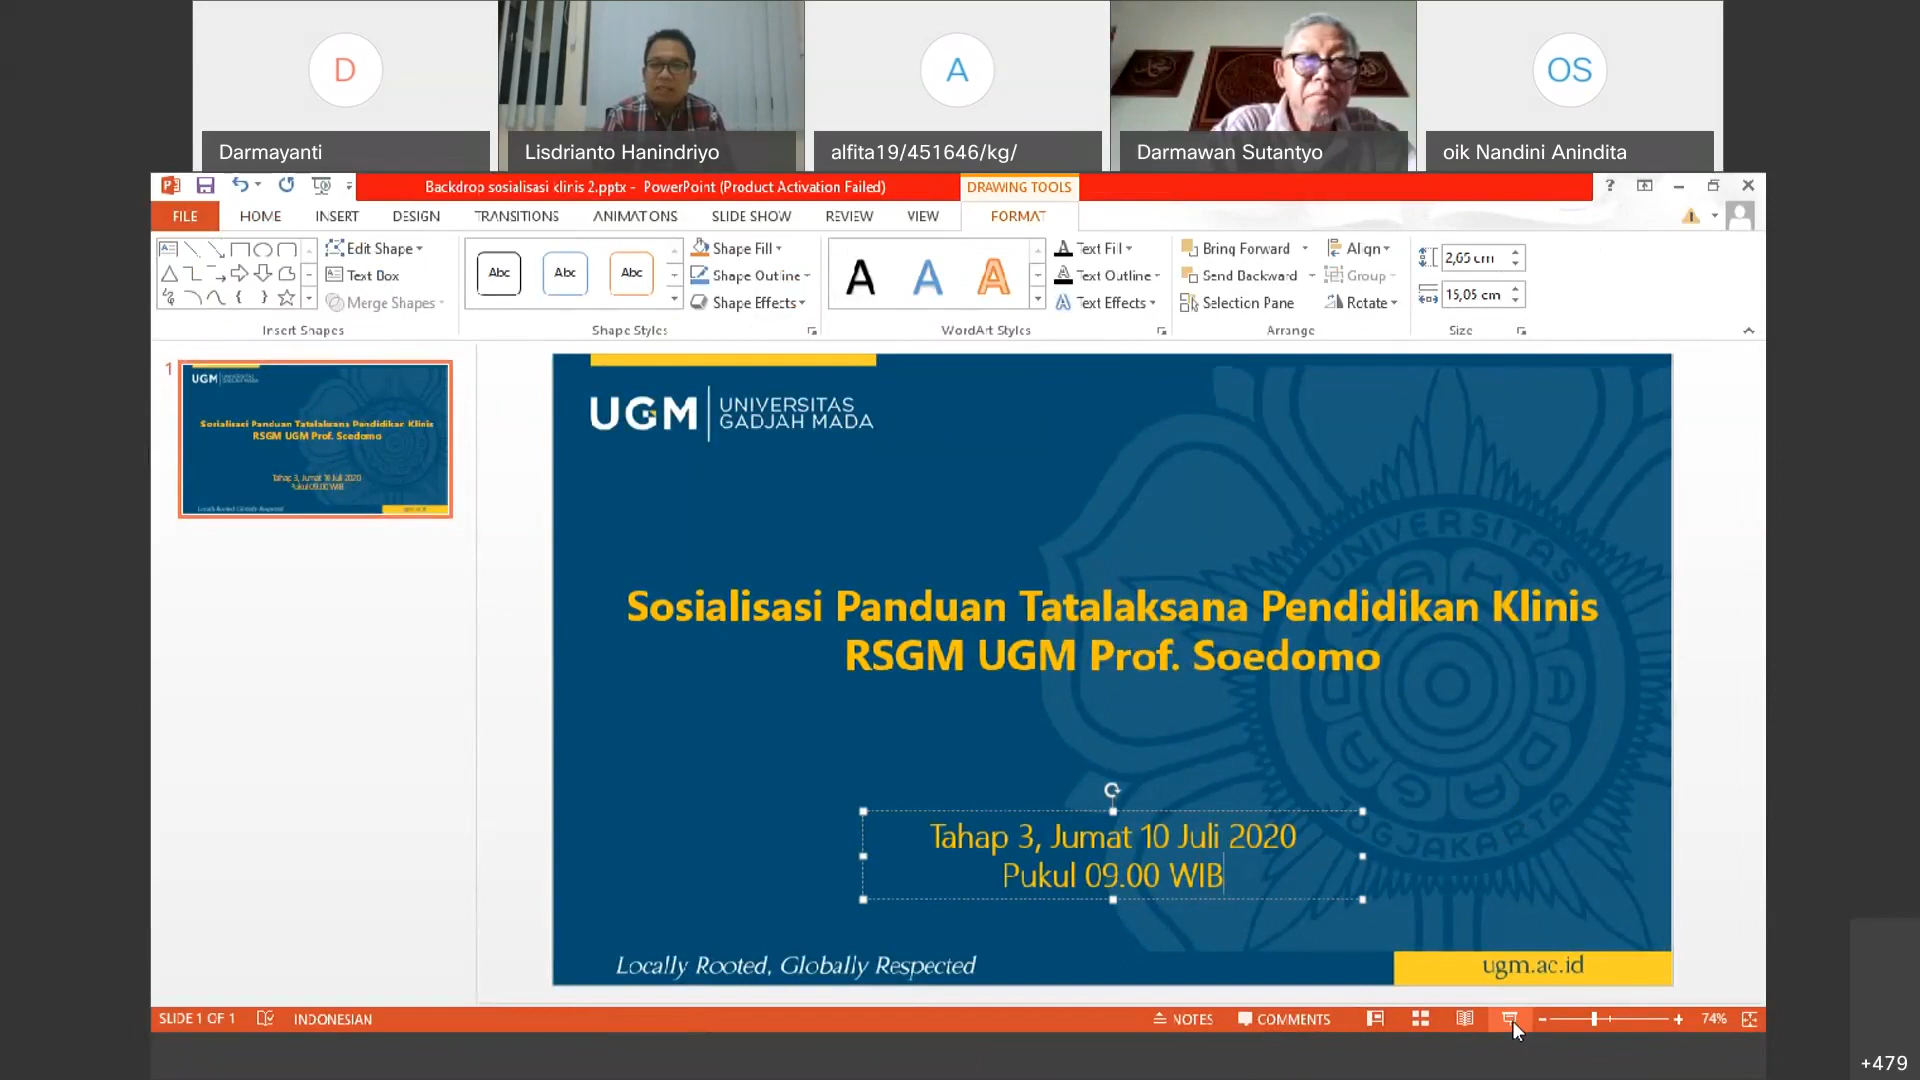 D
A
OS
Darmayanti
Lisdrianto Hanindriyo
alfita19/451646/kg/
Darmawan Sutantyo
oik Nandini Anindita
Backdrop sosialisasi klinis 2.pptx - PowerPoint (Product Activation Failed)
DRAWING TOOLS
?
FILE
HOME
INSERT
DESIGN
TRANSITIONS
ANIMATIONS
SLIDE SHOW
REVIEW
VIEW
FORMAT
Edit Shape
Text Box
Merge Shapes
Insert Shapes
Abc
Abc
Abc
Shape Fill
Shape Outline
Shape Effects
Shape Styles
A
A
A
Text Fill
Text Outline
Text Effects
WordArt Styles
Bring Forward
Send Backward
Selection Pane
Align
Group
Rotate
Arrange
2,65 cm
15,05 cm
Size
1
UGM
Sosialisasi Panduan Tatalaksana Pendidikan Klinis
RSGM UGM Prof. Soedomo
Tahap 3, Jumat 10 Juli 2020
Pukul 09.00 WIB
Locally Rooted, Globally Respected
UGM
UNIVERSITAS
GADJAH MADA
UNIVERSITAS
GADJAH MADA
YOGJAKARTA
Sosialisasi Panduan Tatalaksana Pendidikan Klinis
RSGM UGM Prof. Soedomo
Tahap 3, Jumat 10 Juli 2020
Pukul 09.00 WIB
Locally Rooted, Globally Respected
ugm.ac.id
SLIDE 1 OF 1
INDONESIAN
NOTES
COMMENTS
74%
+479